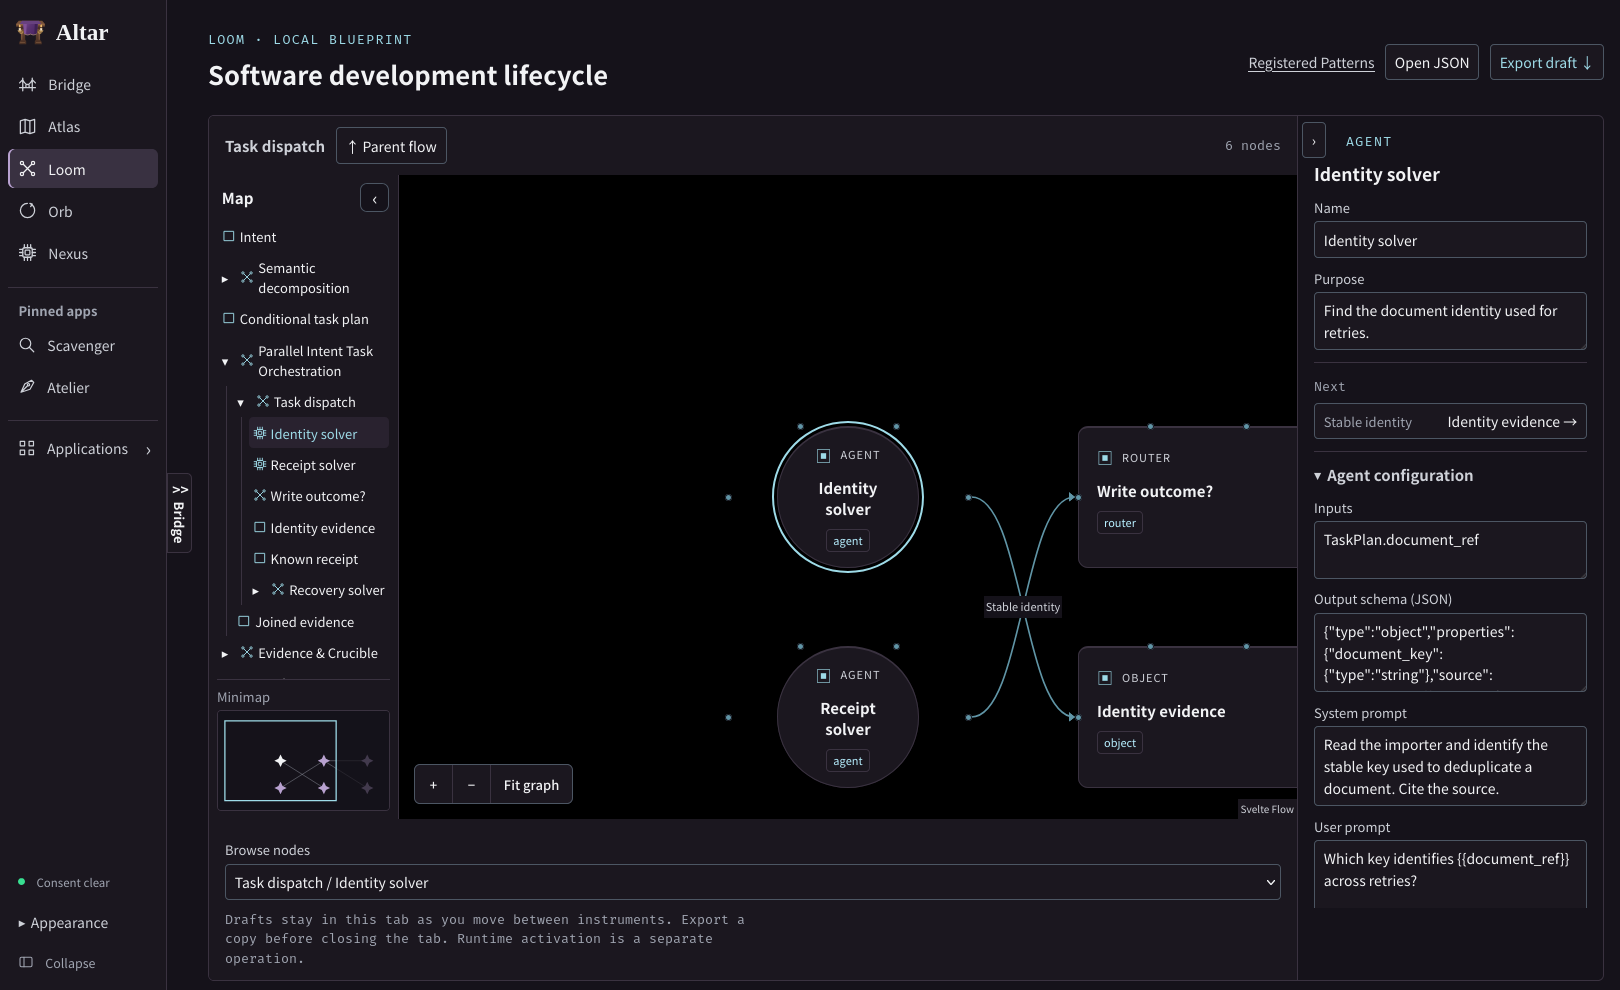 Altar
Bridge
Atlas
Loom
Orb
Nexus
Pinned apps
Scavenger
Atelier
Applications ›
>> Bridge
Consent clear
▸ Appearance
Collapse
LOOM · LOCAL BLUEPRINT
Software development lifecycle
Registered Patterns
Open JSON
Export draft ↓
Task dispatch
↑ Parent flow
6 nodes
Map
‹
Intent
Semantic
decomposition
Conditional task plan
Parallel Intent Task
Orchestration
Task dispatch
Identity solver
Receipt solver
Write outcome?
Identity evidence
Known receipt
Recovery solver
Joined evidence
Evidence & Crucible
Minimap
AGENT
Identity
solver
agent
ROUTER
Write outcome?
router
Stable identity
AGENT
Receipt
solver
agent
OBJECT
Identity evidence
object
+
−
Fit graph
Svelte Flow
Browse nodes
Task dispatch / Identity solver
Drafts stay in this tab as you move between instruments. Export a
copy before closing the tab. Runtime activation is a separate
operation.
›
AGENT
Identity solver
Name
Identity solver
Purpose
Find the document identity used for
retries.
Next
Stable identity
Identity evidence →
▾ Agent configuration
Inputs
TaskPlan.document_ref
Output schema (JSON)
{"type":"object","properties":
{"document_key":
{"type":"string"},"source":
System prompt
Read the importer and identify the
stable key used to deduplicate a
document. Cite the source.
User prompt
Which key identifies {{document_ref}}
across retries?